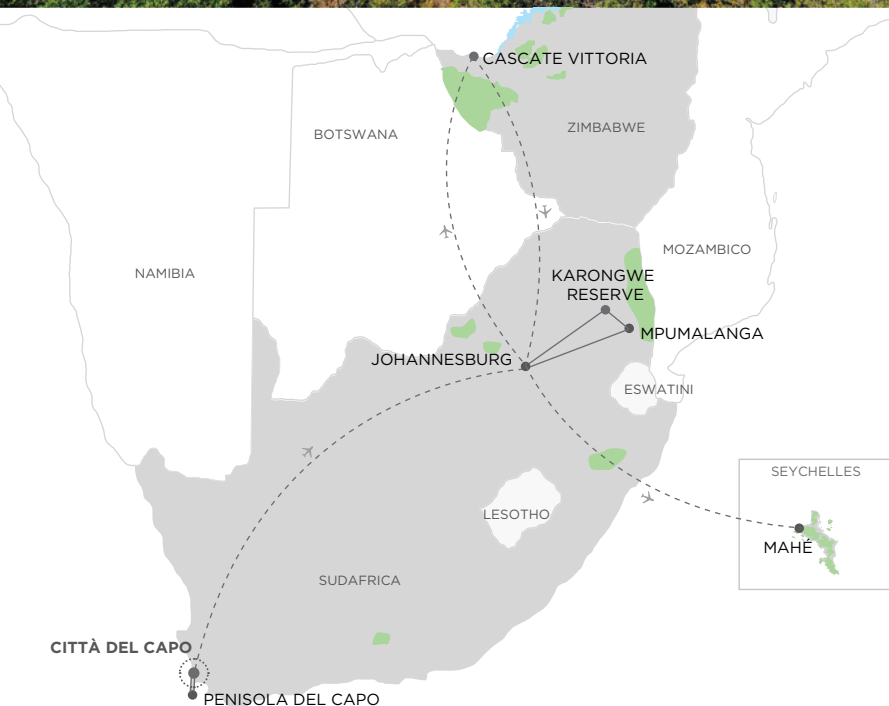 CASCATE VITTORIA
ZIMBABWE
BOTSWANA
MOZAMBICO
NAMIBIA
KARONGWE
RESERVE
MPUMALANGA
JOHANNESBURG
ESWATINI
SEYCHELLES
LESOTHO
MAHÉ
SUDAFRICA
CITTÀ DEL CAPO
PENISOLA DEL CAPO